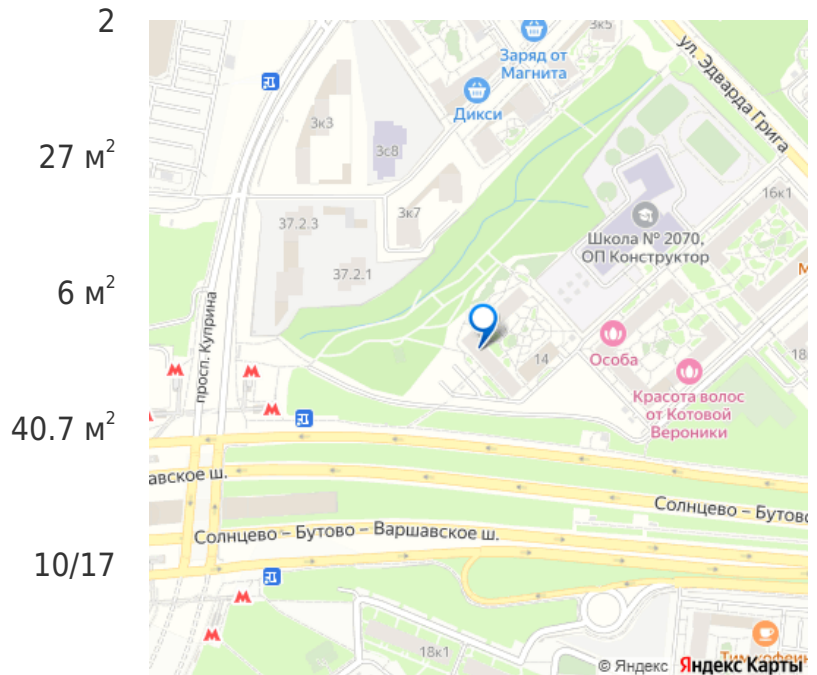 2
27 м²
6 м²
40.7 м²
10/17
3к5
Заряд от
Магнита
Дикси
ул. Эдварда Грига
3к3
3с8
3к7
16к1
37.2.3
37.2.1
Школа № 2070,
ОП Конструктор
просп. Куприна
14
Особа
18
Красота волос
от Котовой
Вероники
авское ш.
Солнцево – Бутово
Солнцево – Бутово – Варшавское ш.
18к1
© Яндекс Яндекс Карты